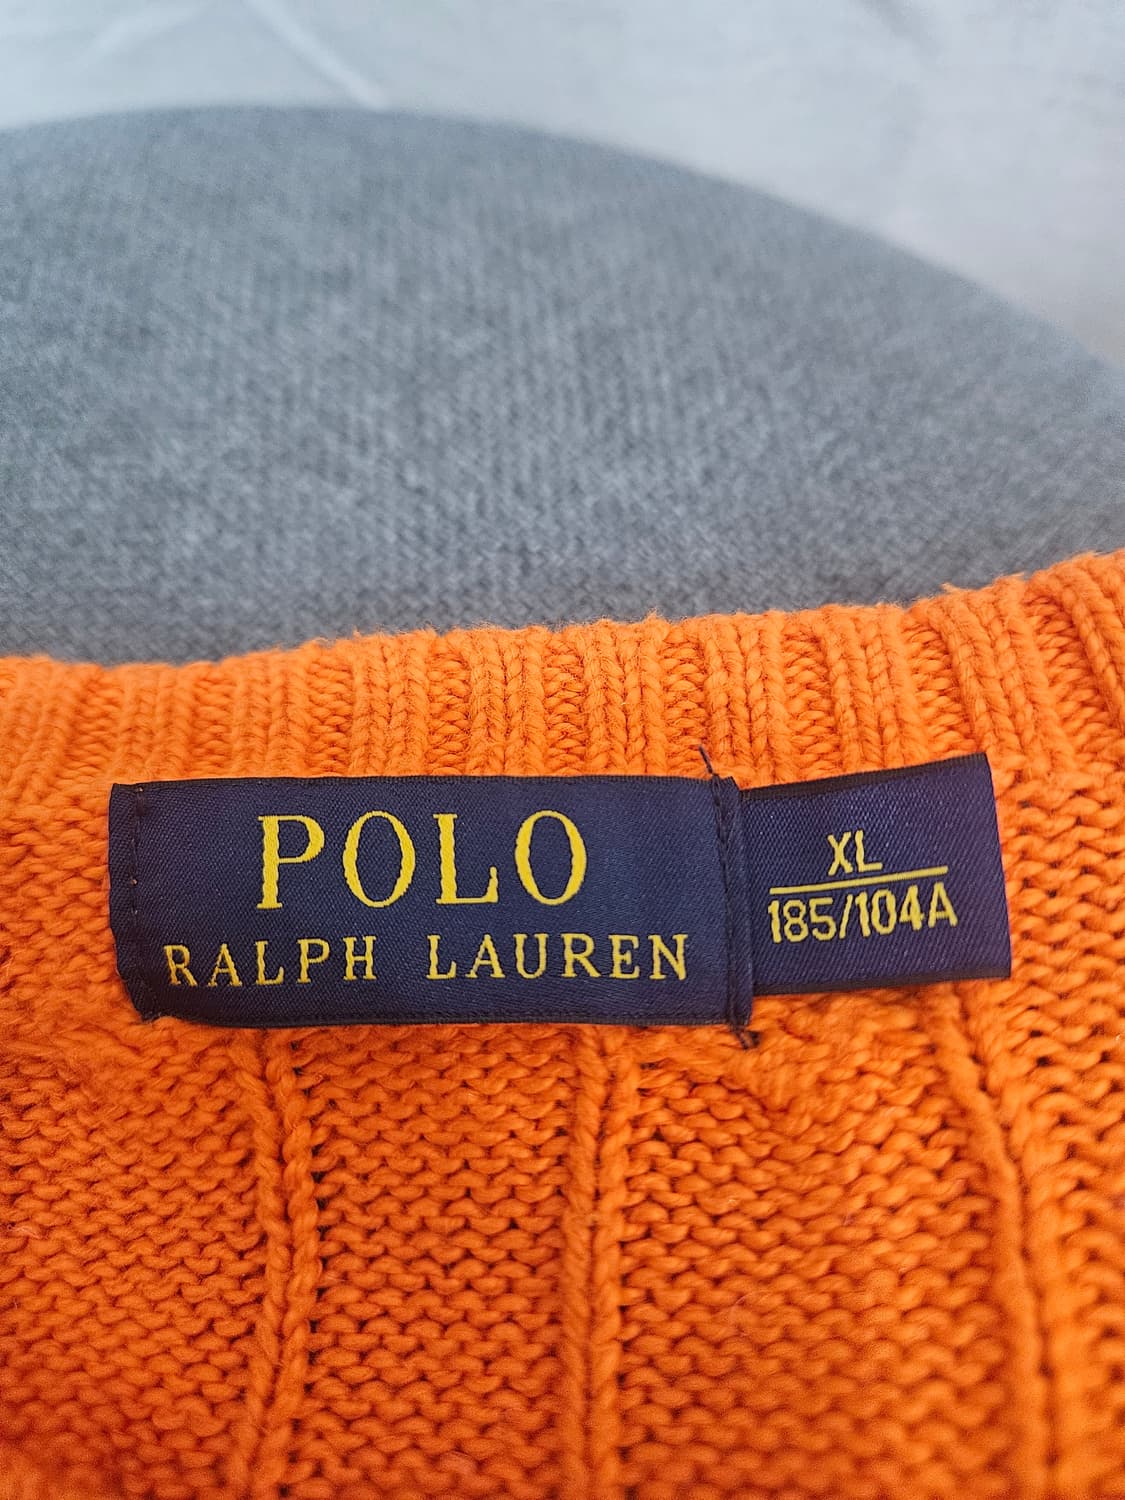 POLO
RALPH LAUREN
XL
185/104A